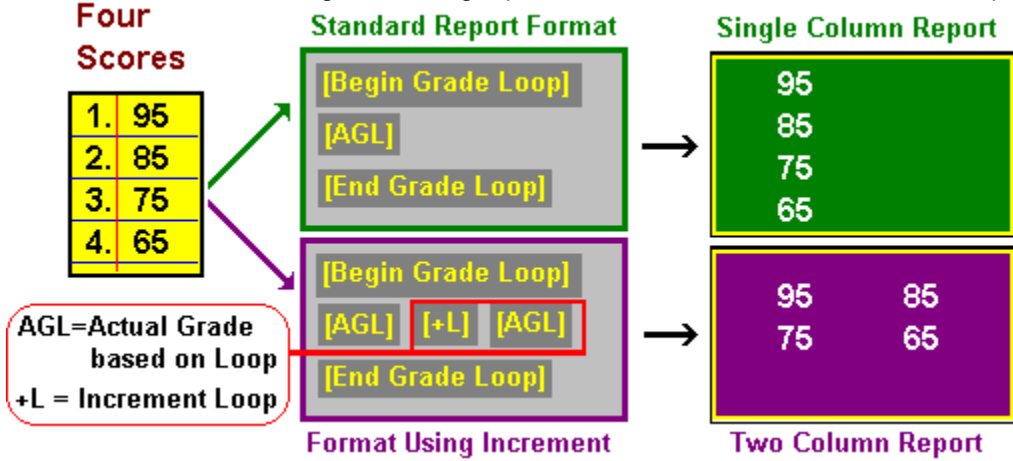 Four
Scores
1. 95
2. 85
3. 75
4. 65
AGL=Actual Grade
based on Loop
+L = Increment Loop
Standard Report Format
[Begin Grade Loop]
[AGL]
[End Grade Loop]
[Begin Grade Loop]
[AGL] [+L] [AGL]
[End Grade Loop]
Format Using Increment
Single Column Report
95
85
75
65
95 85
75 65
Two Column Report